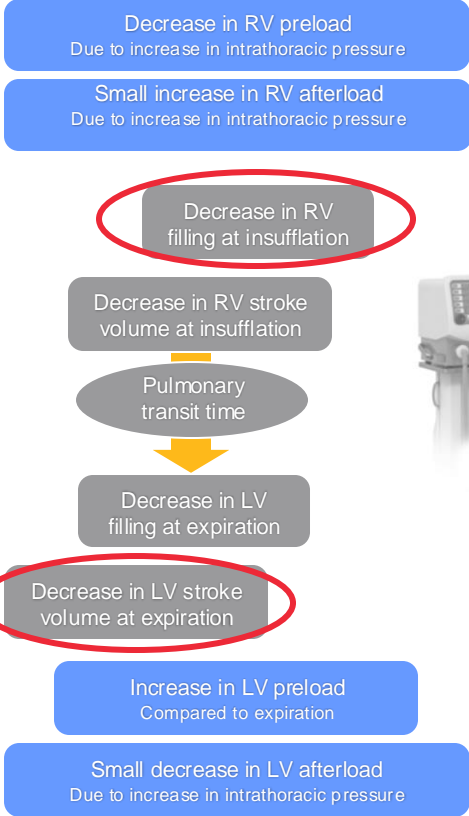 Decrease in RV preload
Due to increase in intrathoracic pressure
Small increase in RV afterload
Due to increase in intrathoracic pressure
Decrease in RV
filling at insufflation
Decrease in RV stroke
volume at insufflation
Pulmonary
transit time
Decrease in LV
filling at expiration
Decrease in LV stroke
volume at expiration
Increase in LV preload
Compared to expiration
Small decrease in LV afterload
Due to increase in intrathoracic pressure